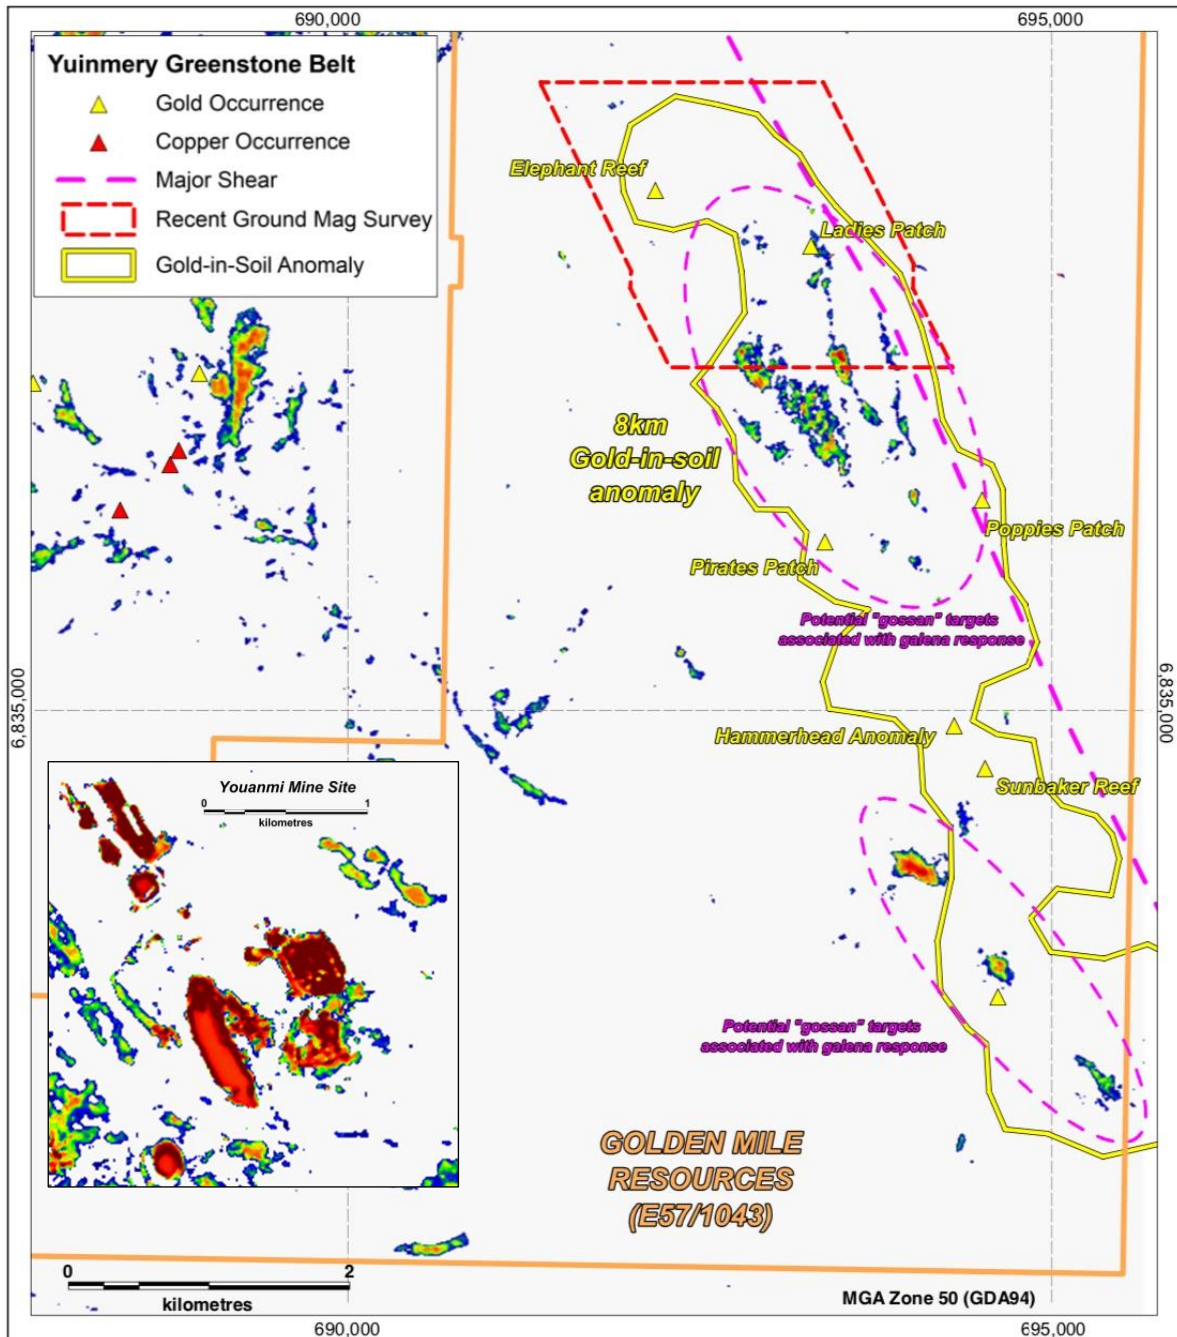 690,000
695,000
Yuinmery Greenstone Belt
Gold Occurrence
Copper Occurrence
Major Shear
Recent Ground Mag Survey
Gold-in-Soil Anomaly
Elephant Reef
Ladies Patch
8km
Gold-in-soil
anomaly
Poppies Patch
Pirates Patch
Potential "gossan" targets
associated with galena response
6,835,000
6,835,000
Hammerhead Anomaly
Sunbaker Reef
Youanmi Mine Site
0 1
kilometres
Potential "gossan" targets
associated with galena response
GOLDEN MILE
RESOURCES
(E57/1043)
0 2
kilometres
MGA Zone 50 (GDA94)
690,000
695,000